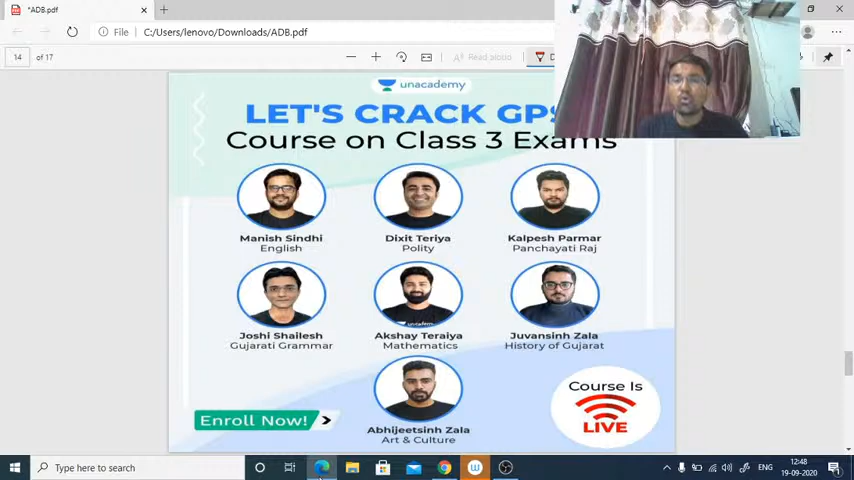 *ADB.pdf
File
C:/Users/lenovo/Downloads/ADB.pdf
14
of 17
Read aloud
D
unacademy
LET'S CRACK GPS
Course on Class 3 Exams
Manish Sindhi
English
Dixit Teriya
Polity
Kalpesh Parmar
Panchayati Raj
Joshi Shailesh
Gujarati Grammar
Akshay Teraiya
Mathematics
Juvansinh Zala
History of Gujarat
unacademy
Abhijeetsinh Zala
Art & Culture
Enroll Now!
Course Is
LIVE
Type here to search
ENG
12:48
19-09-2020